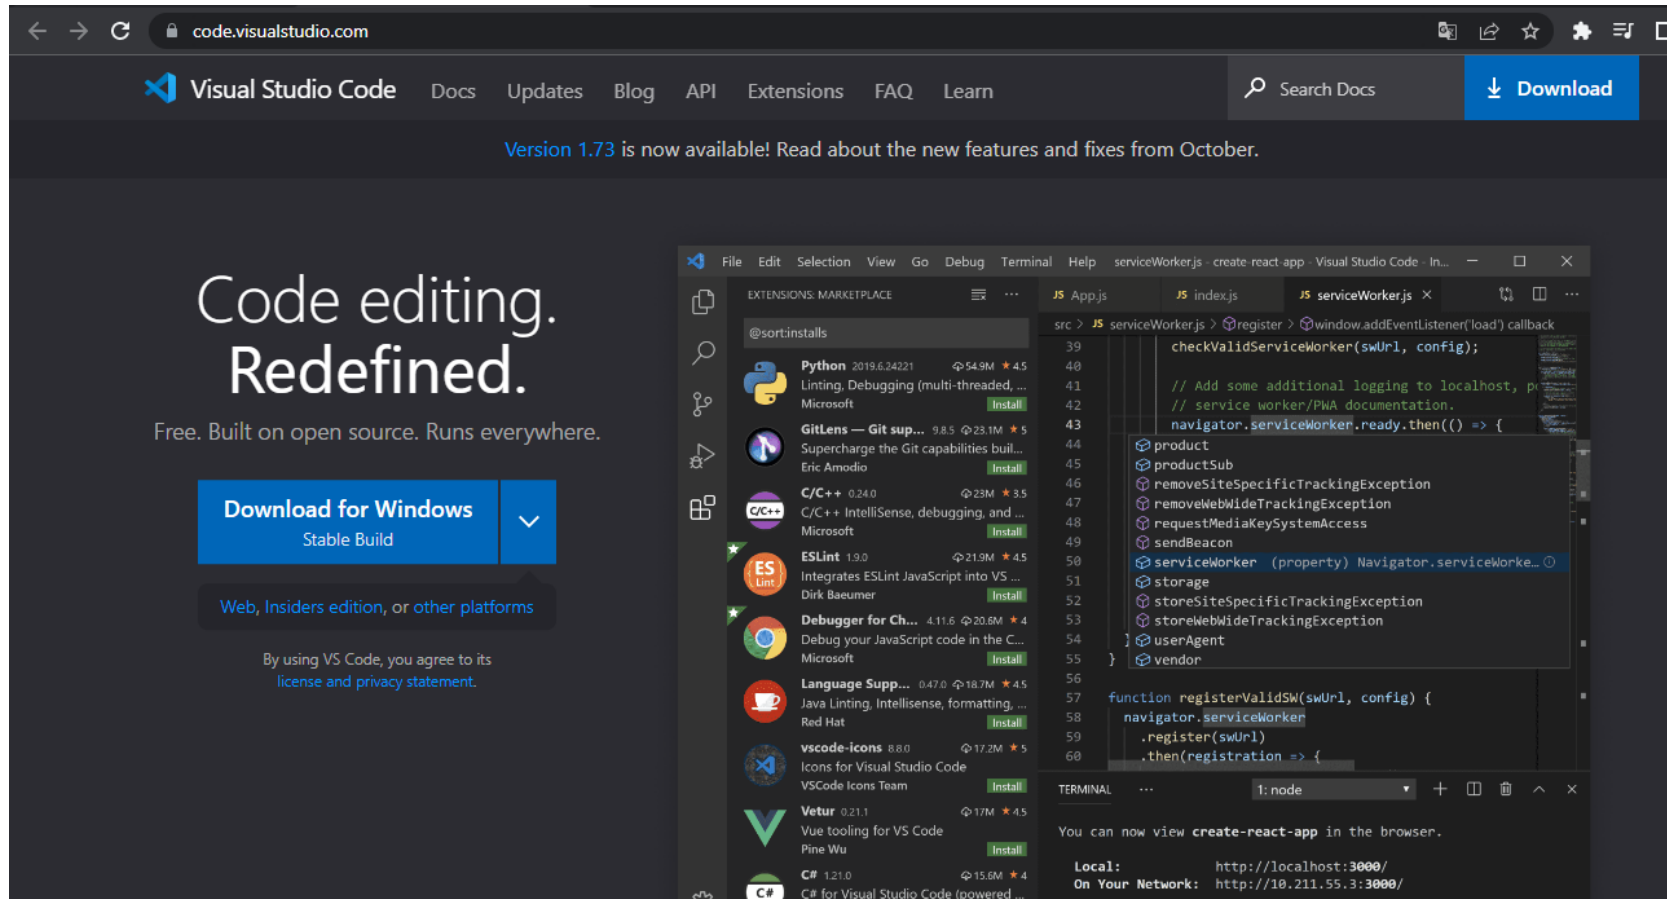 code.visualstudio.com
Visual Studio Code Docs Updates Blog API Extensions FAQ Learn Search Docs Download
Version 1.73 is now available! Read about the new features and fixes from October.
Code editing.
Redefined.
Free. Built on open source. Runs everywhere.
Download for Windows
Stable Build
Web, Insiders edition, or other platforms
By using VS Code, you agree to its
license and privacy statement.
File Edit Selection View Go Debug Terminal Help serviceWorker.js - create-react-app - Visual Studio Code - In...
EXTENSIONS: MARKETPLACE
@sort:installs
Python 2019.6.24221 54.9M 4.5
Linting, Debugging (multi-threaded, ...
Microsoft Install
GitLens — Git sup... 9.8.5 23.1M 5
Supercharge the Git capabilities buil...
Eric Amodio Install
C/C++ 0.24.0 23M 3.5
C/C++
C/C++ IntelliSense, debugging, and ...
Microsoft Install
ESLint 1.9.0 21.9M 4.5
ES
Lint
Integrates ESLint JavaScript into VS ...
Dirk Baeumer Install
Debugger for Ch... 4.11.6 20.6M 4
Debug your JavaScript code in the C...
Microsoft Install
Language Supp... 0.47.0 18.7M 4.5
Java Linting, Intellisense, formatting, ...
Red Hat Install
vscode-icons 8.8.0 17.2M 5
Icons for Visual Studio Code
VSCode Icons Team Install
Vetur 0.21.1 17M 4.5
Vue tooling for VS Code
Pine Wu Install
C# 1.21.0 15.6M 4
C#
C# for Visual Studio Code (powered ...
JS App.js JS index.js JS serviceWorker.js
src > JS serviceWorker.js > register > window.addEventListener('load') callback
39 checkValidServiceWorker(swUrl, config);
40
41 // Add some additional logging to localhost, po
42 // service worker/PWA documentation.
43 navigator.serviceWorker.ready.then(() => {
44 product
45 productSub
46 removeSiteSpecificTrackingException
47 removeWebWideTrackingException
48 requestMediaKeySystemAccess
49 sendBeacon
50 serviceWorker (property) Navigator.serviceWorke...
51 storage
52 storeSiteSpecificTrackingException
53 storeWebWideTrackingException
54 } userAgent
55 } vendor
56
57 function registerValidSW(swUrl, config) {
58 navigator.serviceWorker
59 .register(swUrl)
60 .then(registration => {
TERMINAL ... 1: node
You can now view create-react-app in the browser.
Local: http://localhost:3000/
On Your Network: http://10.211.55.3:3000/